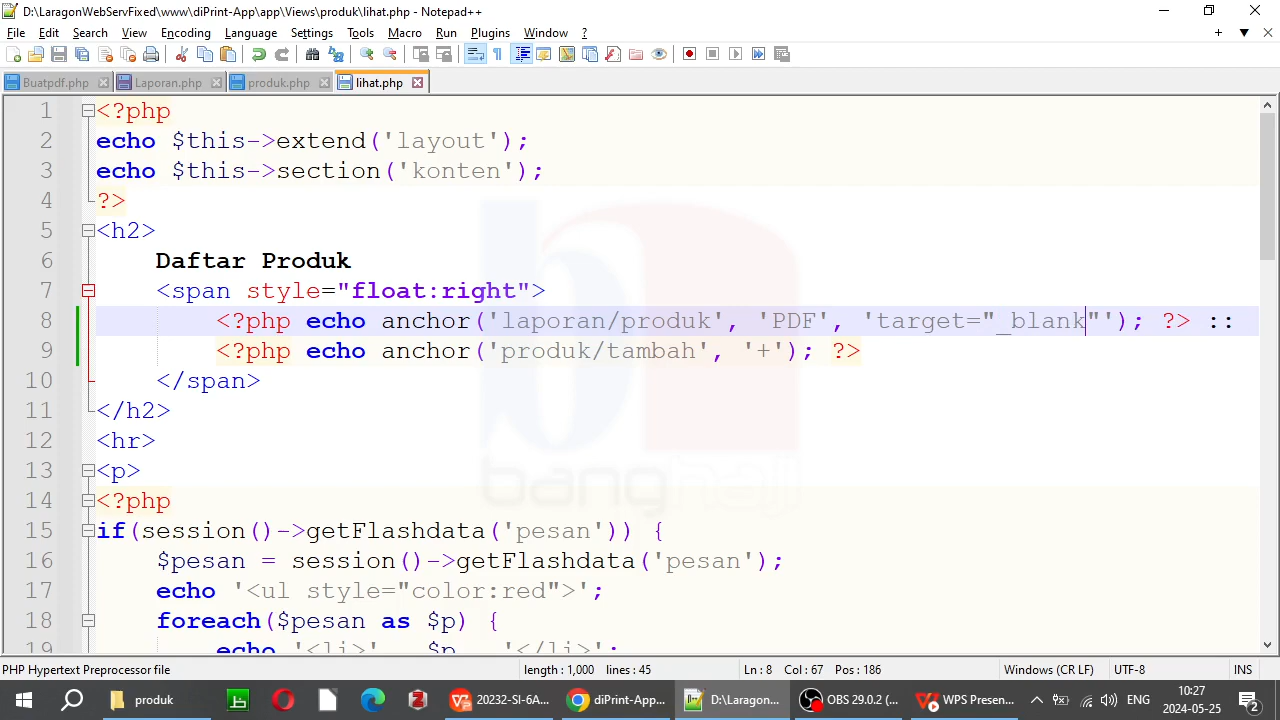 D:\LaragonWebServFixed\www\diPrint-App\app\Views\produk\lihat.php - Notepad++
File Edit Search View Encoding Language Settings Tools Macro Run Plugins Window ?
Buatpdf.php Laporan.php produk.php lihat.php
1 <?php
2 echo $this->extend('layout');
3 echo $this->section('konten');
4 ?>
5 <h2>
6 Daftar Produk
7 <span style="float:right">
8 <?php echo anchor('laporan/produk', 'PDF', 'target="_blank"'); ?> ::
9 <?php echo anchor('produk/tambah', '+'); ?>
10 </span>
11 </h2>
12 <hr>
13 <p>
14 <?php
15 if(session()->getFlashdata('pesan')) {
16 $pesan = session()->getFlashdata('pesan');
17 echo '<ul style="color:red">';
18 foreach($pesan as $p) {
19 echo '<li>' . $p . '</li>';
banghaji
PHP Hypertext Preprocessor file length : 1,000 lines : 45 Ln : 8 Col : 67 Pos : 186 Windows (CR LF) UTF-8 INS
produk 20232-SI-6A... diPrint-App... D:\Laragon... OBS 29.0.2 (... WPS Presen... ENG 10:27
2024-05-25 2